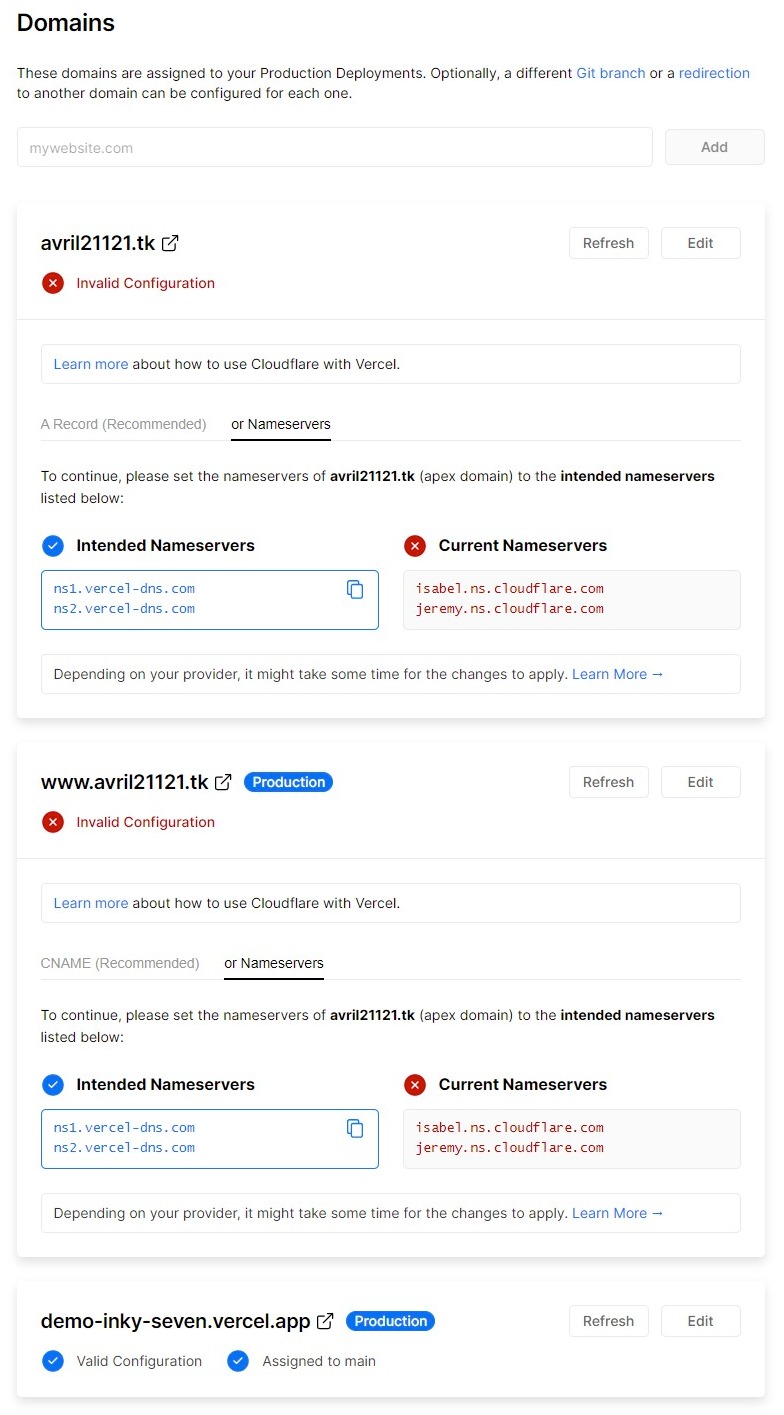 Domains
These domains are assigned to your Production Deployments. Optionally, a different Git branch or a redirection
to another domain can be configured for each one.
mywebsite.com
Add
avril21121.tk
Refresh
Edit
Invalid Configuration
Learn more about how to use Cloudflare with Vercel.
A Record (Recommended)
or Nameservers
To continue, please set the nameservers of avril21121.tk (apex domain) to the intended nameservers
listed below:
Intended Nameservers
Current Nameservers
ns1.vercel-dns.com
ns2.vercel-dns.com
isabel.ns.cloudflare.com
jeremy.ns.cloudflare.com
Depending on your provider, it might take some time for the changes to apply. Learn More →
www.avril21121.tk
Production
Refresh
Edit
Invalid Configuration
Learn more about how to use Cloudflare with Vercel.
CNAME (Recommended)
or Nameservers
To continue, please set the nameservers of avril21121.tk (apex domain) to the intended nameservers
listed below:
Intended Nameservers
Current Nameservers
ns1.vercel-dns.com
ns2.vercel-dns.com
isabel.ns.cloudflare.com
jeremy.ns.cloudflare.com
Depending on your provider, it might take some time for the changes to apply. Learn More →
demo-inky-seven.vercel.app
Production
Refresh
Edit
Valid Configuration
Assigned to main